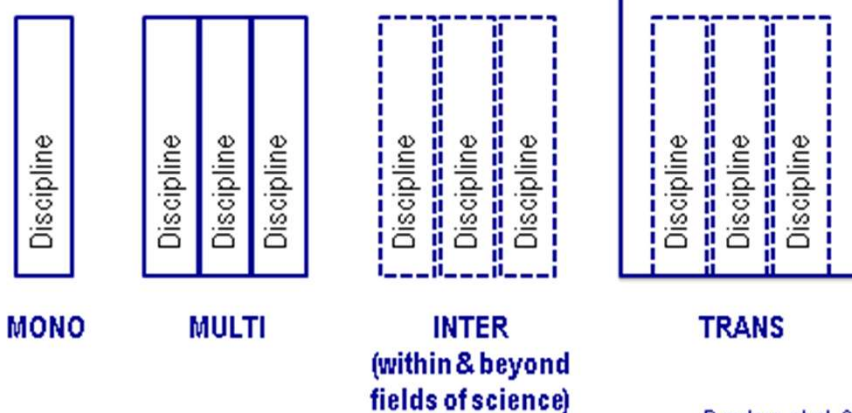 Discipline
Discipline
Discipline
Discipline
Discipline
Discipline
Discipline
Discipline
Discipline
Discipline
MONO
MULTI
INTER
(within & beyond
fields of science)
TRANS